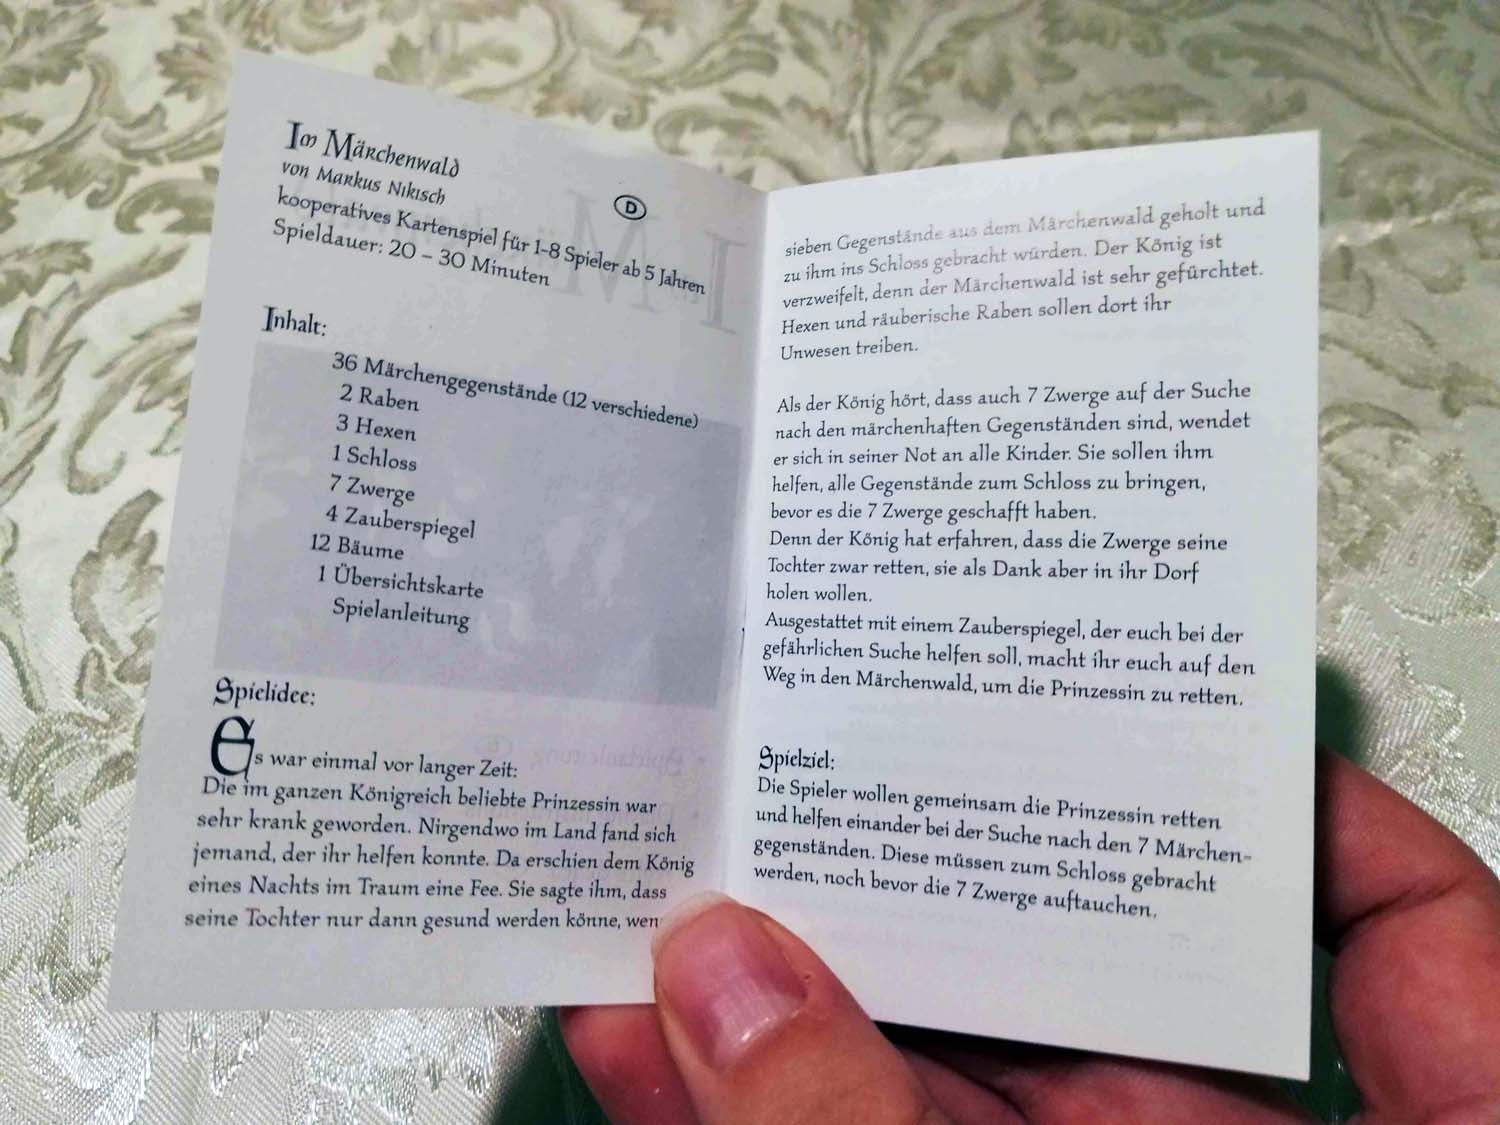 Im Märchenwald
von Markus Nikisch
D
kooperatives Kartenspiel für 1-8 Spieler ab 5 Jahren
Spieldauer: 20 – 30 Minuten
Inhalt:
36 Märchengegenstände (12 verschiedene)
2 Raben
3 Hexen
1 Schloss
7 Zwerge
4 Zauberspiegel
12 Bäume
1 Übersichtskarte
Spielanleitung
Spielidee:
Es war einmal vor langer Zeit:
Die im ganzen Königreich beliebte Prinzessin war
sehr krank geworden. Nirgendwo im Land fand sich
jemand, der ihr helfen konnte. Da erschien dem König
eines Nachts im Traum eine Fee. Sie sagte ihm, dass
seine Tochter nur dann gesund werden könne, wen
sieben Gegenstände aus dem Märchenwald geholt und
zu ihm ins Schloss gebracht würden. Der König ist
verzweifelt, denn der Märchenwald ist sehr gefürchtet.
Hexen und räuberische Raben sollen dort ihr
Unwesen treiben.
Als der König hört, dass auch 7 Zwerge auf der Suche
nach den märchenhaften Gegenständen sind, wendet
er sich in seiner Not an alle Kinder. Sie sollen ihm
helfen, alle Gegenstände zum Schloss zu bringen,
bevor es die 7 Zwerge geschafft haben.
Denn der König hat erfahren, dass die Zwerge seine
Tochter zwar retten, sie als Dank aber in ihr Dorf
holen wollen.
Ausgestattet mit einem Zauberspiegel, der euch bei der
gefährlichen Suche helfen soll, macht ihr euch auf den
Weg in den Märchenwald, um die Prinzessin zu retten.
Spielziel:
Die Spieler wollen gemeinsam die Prinzessin retten
und helfen einander bei der Suche nach den 7 Märchen-
gegenständen. Diese müssen zum Schloss gebracht
werden, noch bevor die 7 Zwerge auftauchen.